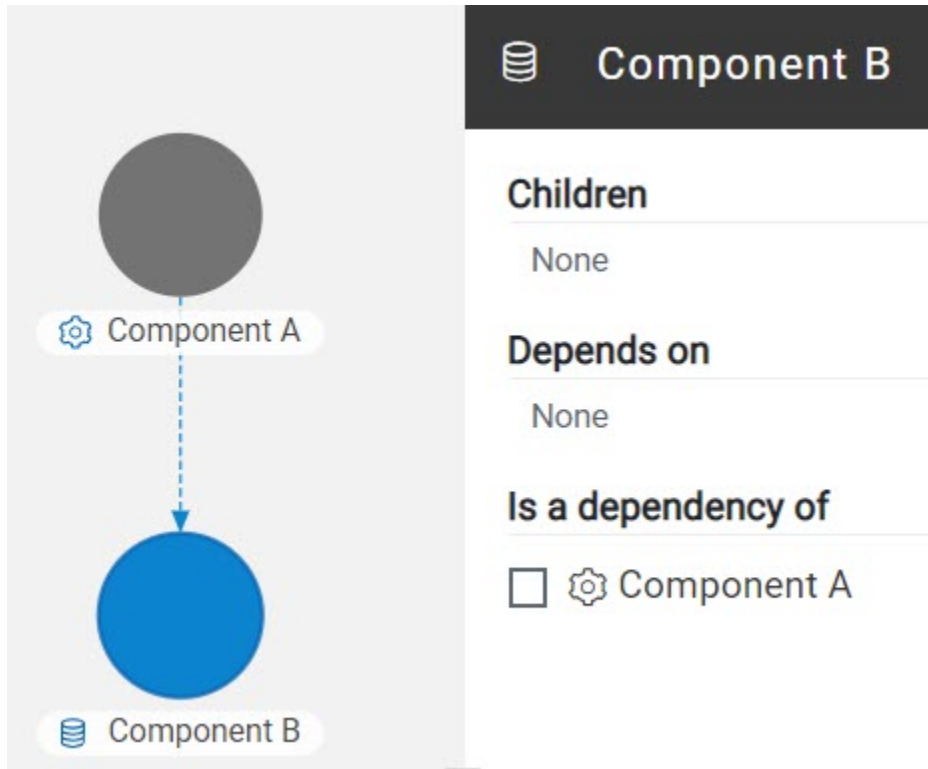 Component A
Component B
Component B
Children
None
Depends on
None
Is a dependency of
Component A